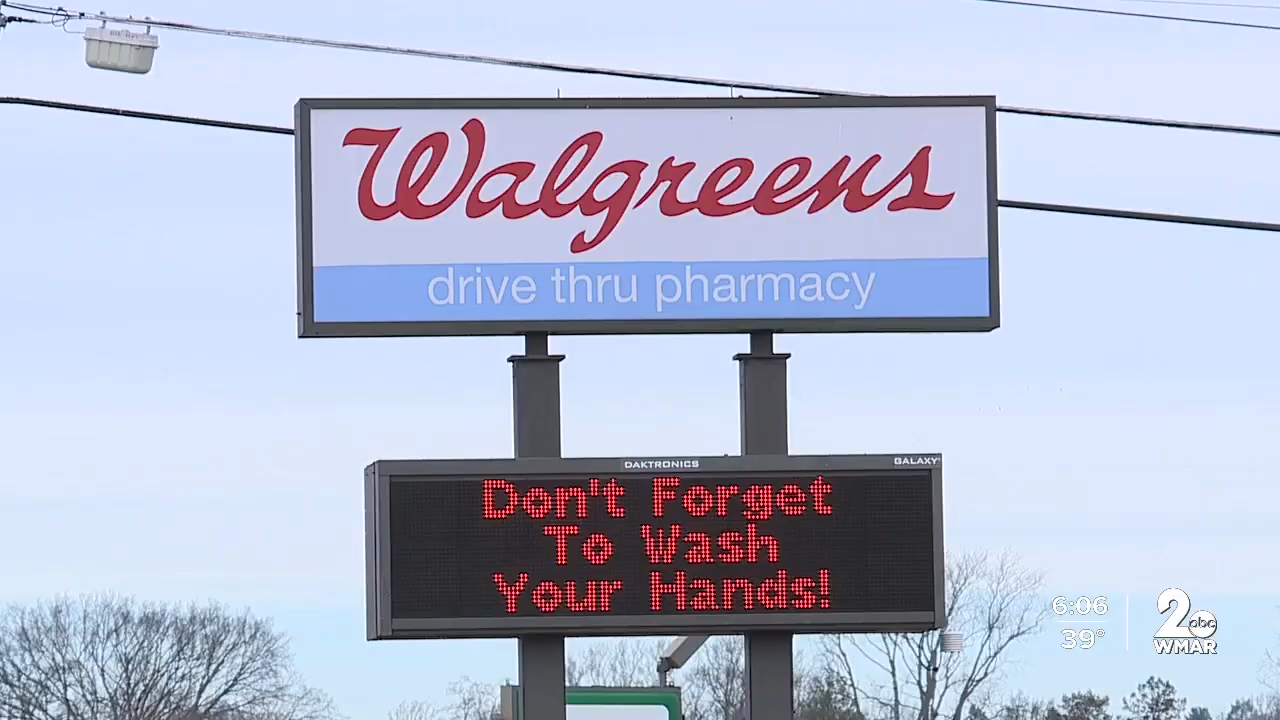 Walgreens
drive thru pharmacy
DAKTRONICS
GALAXY
Don't Forget
To Wash
Your Hands!
6:06
39°
2
abc
WMAR